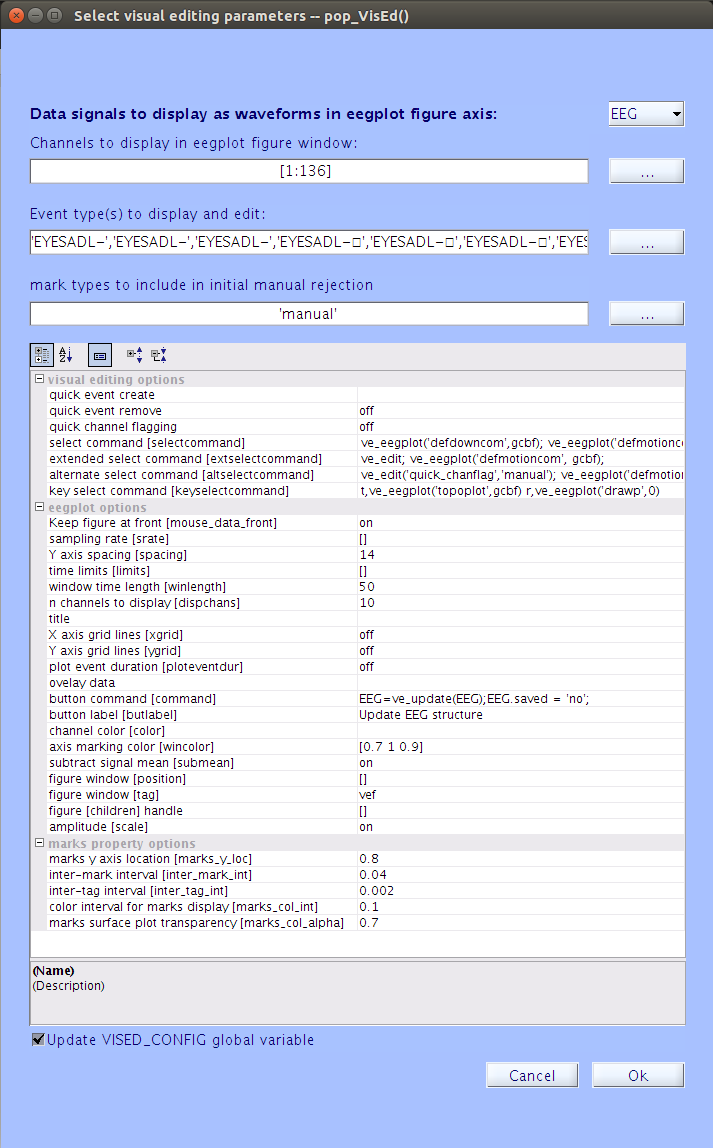 Select visual editing parameters -- pop_VisEd()
Data signals to display as waveforms in eegplot figure axis: EEG
Channels to display in eegplot figure window:
[1:136] ...
Event type(s) to display and edit:
'EYESADL-','EYESADL-','EYESADL-','EYESADL-□','EYESADL-□','EYESADL-□','EYES ...
mark types to include in initial manual rejection
'manual' ...
visual editing options
quick event create
quick event remove off
quick channel flagging off
select command [selectcommand] ve_eegplot('defdowncom',gcbf); ve_eegplot('defmotionco
extended select command [extselectcommand] ve_edit; ve_eegplot('defmotioncom', gcbf);
alternate select command [altselectcommand] ve_edit('quick_chanflag','manual'); ve_eegplot('defmotion
key select command [keyselectcommand] t,ve_eegplot('topoplot',gcbf) r,ve_eegplot('drawp',0)
eegplot options
Keep figure at front [mouse_data_front] on
sampling rate [srate] []
Y axis spacing [spacing] 14
time limits [limits] []
window time length [winlength] 50
n channels to display [dispchans] 10
title
X axis grid lines [xgrid] off
Y axis grid lines [ygrid] off
plot event duration [ploteventdur] off
ovelay data
button command [command] EEG=ve_update(EEG);EEG.saved = 'no';
button label [butlabel] Update EEG structure
channel color [color]
axis marking color [wincolor] [0.7 1 0.9]
subtract signal mean [submean] on
figure window [position] []
figure window [tag] vef
figure [children] handle []
amplitude [scale] on
marks property options
marks y axis location [marks_y_loc] 0.8
inter-mark interval [inter_mark_int] 0.04
inter-tag interval [inter_tag_int] 0.002
color interval for marks display [marks_col_int] 0.1
marks surface plot transparency [marks_col_alpha] 0.7
(Name)
(Description)
Update VISED_CONFIG global variable
Cancel Ok